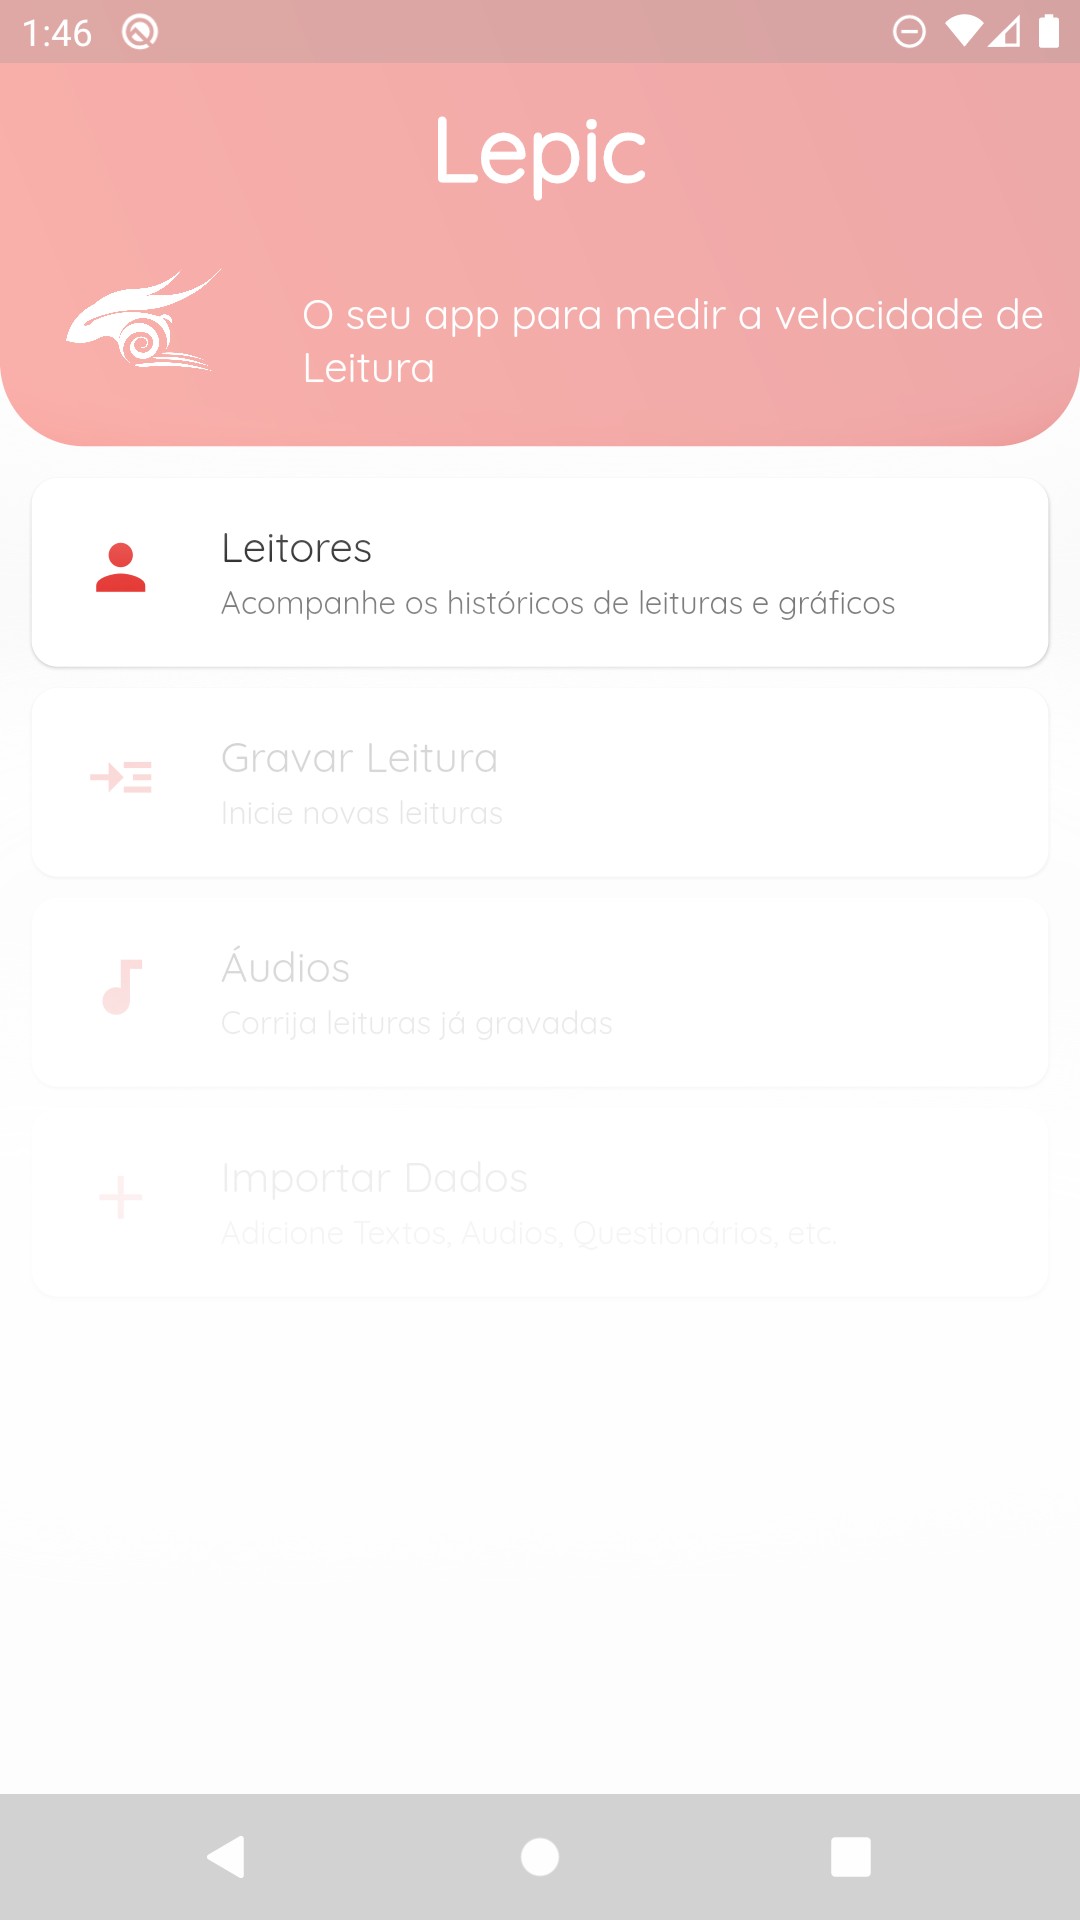 1:46
Lepic
O seu app para medir a velocidade de
Leitura
Leitores
Acompanhe os históricos de leituras e gráficos
Gravar Leitura
Inicie novas leituras
Áudios
Corrija leituras já gravadas
Importar Dados
Adicione Textos, Audios, Questionários, etc.